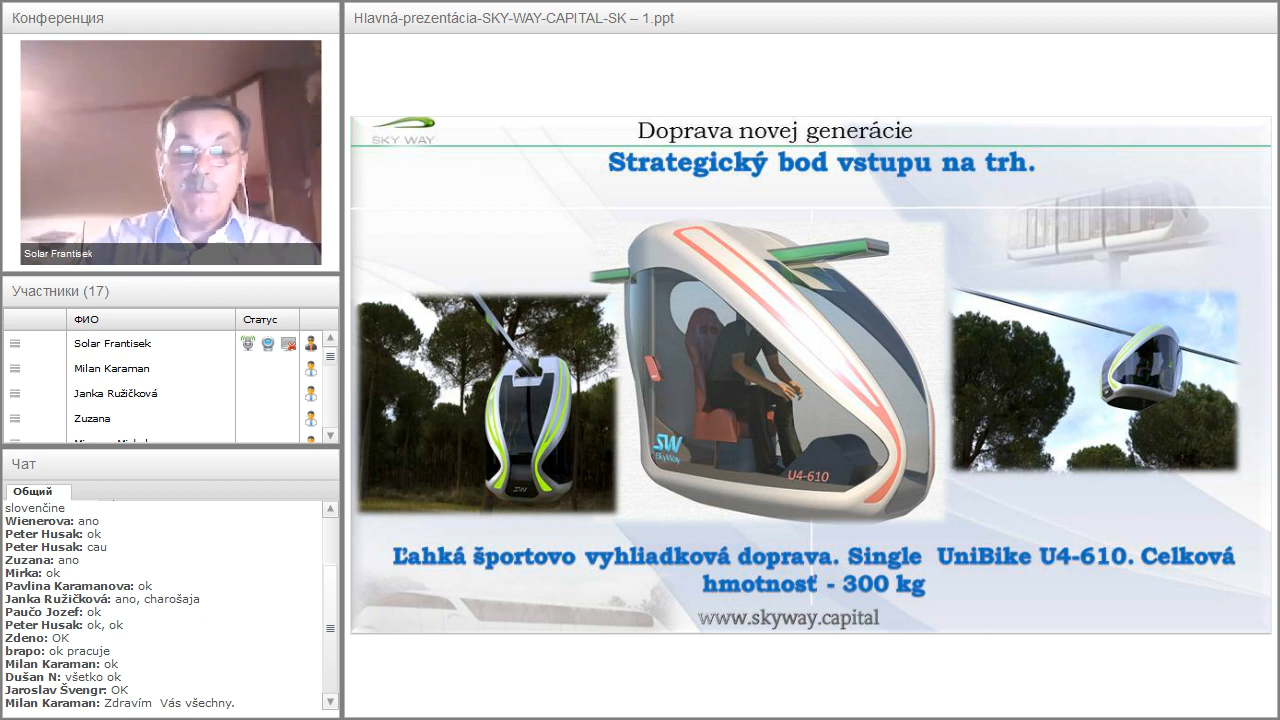 Конференция
Solar Frantisek
Участники (17)
ФИО
Статус
Solar Frantisek
Milan Karaman
Janka Ružičková
Zuzana
Чат
Общий
slovenčine
Wienerova: ano
Peter Husak: ok
Peter Husak: cau
Zuzana: ano
Mirka: ok
Pavlina Karamanova: ok
Janka Ružičková: ano, charošaja
Paučo Jozef: ok
Peter Husak: ok, ok
Zdeno: OK
brapo: ok pracuje
Milan Karaman: ok
Dušan N: všetko ok
Jaroslav Švengr: OK
Milan Karaman: Zdravím Vás všechny.
Hlavná-prezentácia-SKY-WAY-CAPITAL-SK – 1.ppt
SKY WAY
Doprava novej generácie
Strategický bod vstupu na trh.
SW
SkyWay
U4-610
SW
Ľahká športovo vyhliadková doprava. Single UniBike U4-610. Celková
hmotnosť - 300 kg
www.skyway.capital